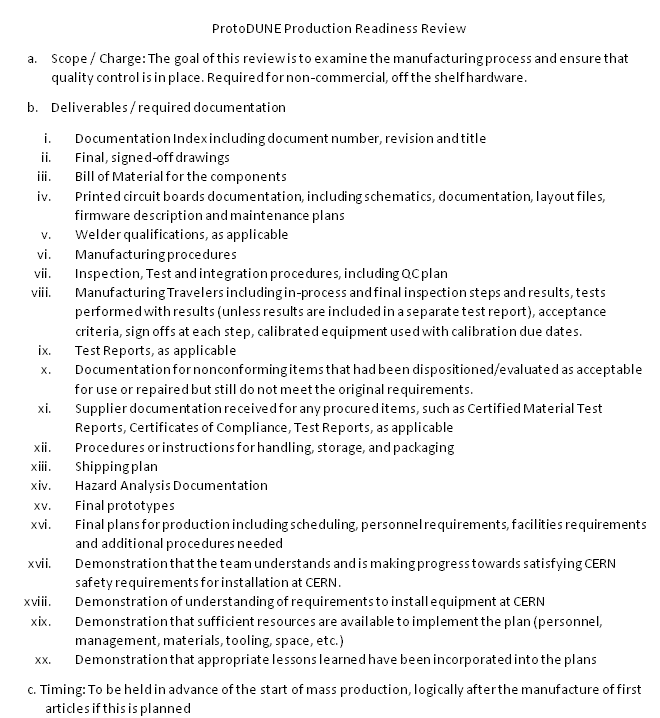 ProtoDUNE Production Readiness Review
a. Scope / Charge: The goal of this review is to examine the manufacturing process and ensure that
quality control is in place. Required for non-commercial, off the shelf hardware.
b. Deliverables / required documentation
i. Documentation Index including document number, revision and title
ii. Final, signed-off drawings
iii. Bill of Material for the components
iv. Printed circuit boards documentation, including schematics, documentation, layout files,
firmware description and maintenance plans
v. Welder qualifications, as applicable
vi. Manufacturing procedures
vii. Inspection, Test and integration procedures, including QC plan
viii. Manufacturing Travelers including in-process and final inspection steps and results, tests
performed with results (unless results are included in a separate test report), acceptance
criteria, sign offs at each step, calibrated equipment used with calibration due dates.
ix. Test Reports, as applicable
x. Documentation for nonconforming items that had been dispositioned/evaluated as acceptable
for use or repaired but still do not meet the original requirements.
xi. Supplier documentation received for any procured items, such as Certified Material Test
Reports, Certificates of Compliance, Test Reports, as applicable
xii. Procedures or instructions for handling, storage, and packaging
xiii. Shipping plan
xiv. Hazard Analysis Documentation
xv. Final prototypes
xvi. Final plans for production including scheduling, personnel requirements, facilities requirements
and additional procedures needed
xvii. Demonstration that the team understands and is making progress towards satisfying CERN
safety requirements for installation at CERN.
xviii. Demonstration of understanding of requirements to install equipment at CERN
xix. Demonstration that sufficient resources are available to implement the plan (personnel,
management, materials, tooling, space, etc.)
xx. Demonstration that appropriate lessons learned have been incorporated into the plans
c. Timing: To be held in advance of the start of mass production, logically after the manufacture of first
articles if this is planned